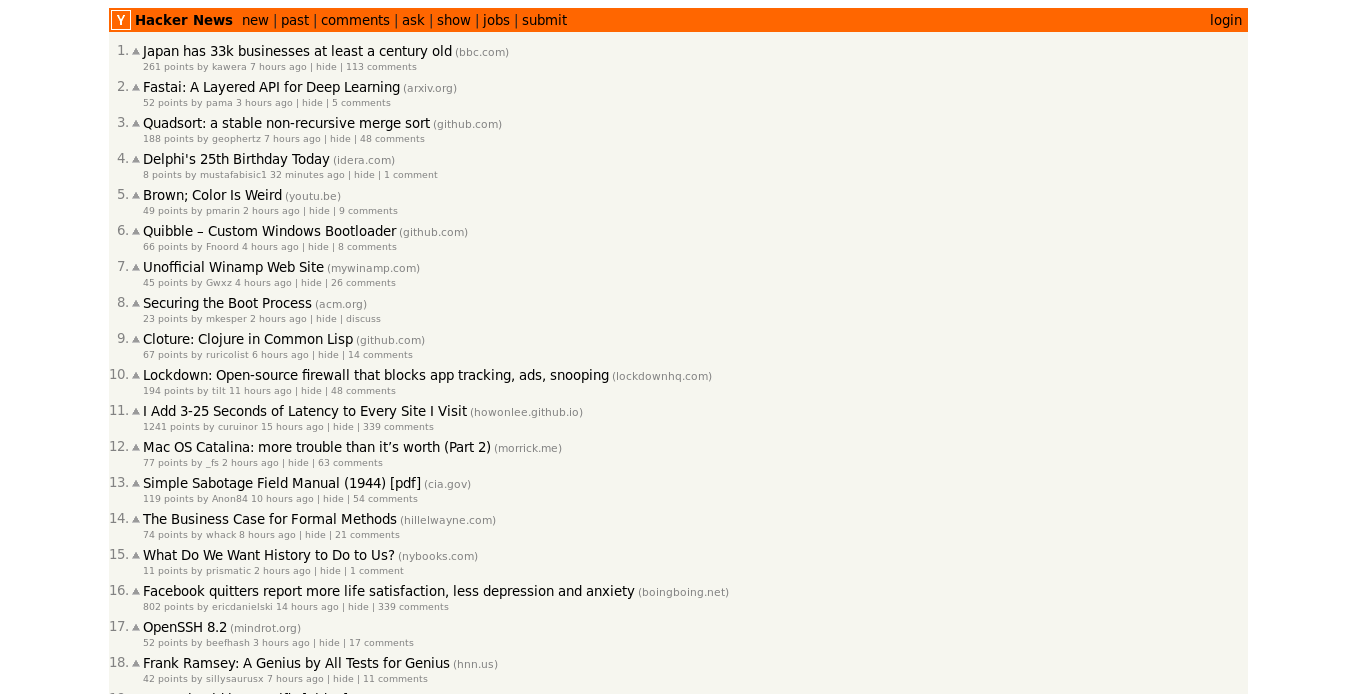 Y Hacker News new | past | comments | ask | show | jobs | submit login
1. Japan has 33k businesses at least a century old (bbc.com)
261 points by kawera 7 hours ago | hide | 113 comments
2. Fastai: A Layered API for Deep Learning (arxiv.org)
52 points by pama 3 hours ago | hide | 5 comments
3. Quadsort: a stable non-recursive merge sort (github.com)
188 points by geophertz 7 hours ago | hide | 48 comments
4. Delphi's 25th Birthday Today (idera.com)
8 points by mustafabisic1 32 minutes ago | hide | 1 comment
5. Brown; Color Is Weird (youtu.be)
49 points by pmarin 2 hours ago | hide | 9 comments
6. Quibble – Custom Windows Bootloader (github.com)
66 points by Fnoord 4 hours ago | hide | 8 comments
7. Unofficial Winamp Web Site (mywinamp.com)
45 points by Gwxz 4 hours ago | hide | 26 comments
8. Securing the Boot Process (acm.org)
23 points by mkesper 2 hours ago | hide | discuss
9. Cloture: Clojure in Common Lisp (github.com)
67 points by ruricolist 6 hours ago | hide | 14 comments
10. Lockdown: Open-source firewall that blocks app tracking, ads, snooping (lockdownhq.com)
194 points by tilt 11 hours ago | hide | 48 comments
11. I Add 3-25 Seconds of Latency to Every Site I Visit (howonlee.github.io)
1241 points by curuinor 15 hours ago | hide | 339 comments
12. Mac OS Catalina: more trouble than it’s worth (Part 2) (morrick.me)
77 points by _fs 2 hours ago | hide | 63 comments
13. Simple Sabotage Field Manual (1944) [pdf] (cia.gov)
119 points by Anon84 10 hours ago | hide | 54 comments
14. The Business Case for Formal Methods (hillelwayne.com)
74 points by whack 8 hours ago | hide | 21 comments
15. What Do We Want History to Do to Us? (nybooks.com)
11 points by prismatic 2 hours ago | hide | 1 comment
16. Facebook quitters report more life satisfaction, less depression and anxiety (boingboing.net)
802 points by ericdanielski 14 hours ago | hide | 339 comments
17. OpenSSH 8.2 (mindrot.org)
52 points by beefhash 3 hours ago | hide | 17 comments
18. Frank Ramsey: A Genius by All Tests for Genius (hnn.us)
42 points by sillysaurusx 7 hours ago | hide | 11 comments